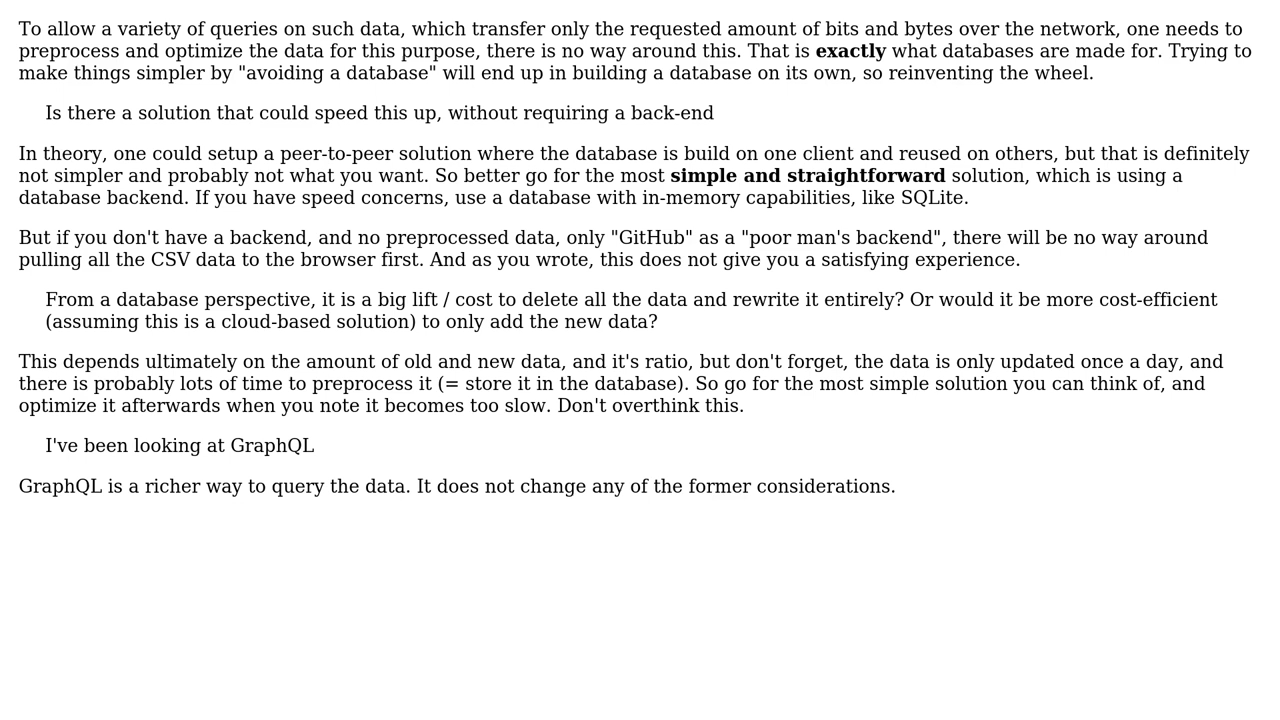 To allow a variety of queries on such data, which transfer only the requested amount of bits and bytes over the network, one needs to
preprocess and optimize the data for this purpose, there is no way around this. That is exactly what databases are made for. Trying to
make things simpler by "avoiding a database" will end up in building a database on its own, so reinventing the wheel.
Is there a solution that could speed this up, without requiring a back-end
In theory, one could setup a peer-to-peer solution where the database is build on one client and reused on others, but that is definitely
not simpler and probably not what you want. So better go for the most simple and straightforward solution, which is using a
database backend. If you have speed concerns, use a database with in-memory capabilities, like SQLite.
But if you don't have a backend, and no preprocessed data, only "GitHub" as a "poor man's backend", there will be no way around
pulling all the CSV data to the browser first. And as you wrote, this does not give you a satisfying experience.
From a database perspective, it is a big lift / cost to delete all the data and rewrite it entirely? Or would it be more cost-efficient
(assuming this is a cloud-based solution) to only add the new data?
This depends ultimately on the amount of old and new data, and it's ratio, but don't forget, the data is only updated once a day, and
there is probably lots of time to preprocess it (= store it in the database). So go for the most simple solution you can think of, and
optimize it afterwards when you note it becomes too slow. Don't overthink this.
I've been looking at GraphQL
GraphQL is a richer way to query the data. It does not change any of the former considerations.